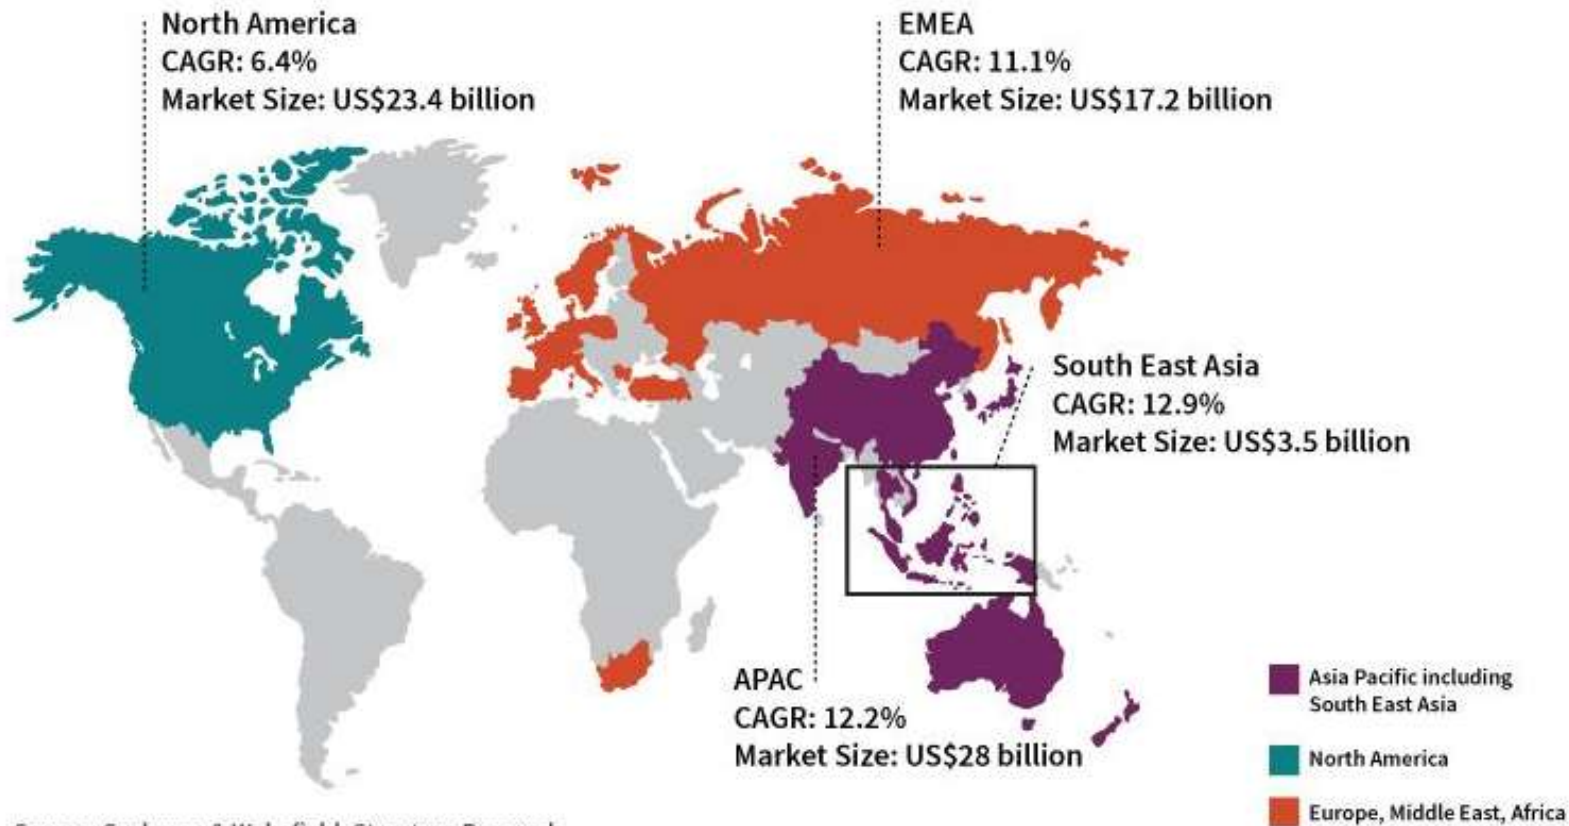 North America
CAGR: 6.4%
Market Size: US$23.4 billion
EMEA
CAGR: 11.1%
Market Size: US$17.2 billion
South East Asia
CAGR: 12.9%
Market Size: US$3.5 billion
APAC
CAGR: 12.2%
Market Size: US$28 billion
Asia Pacific including
South East Asia
North America
Europe, Middle East, Africa